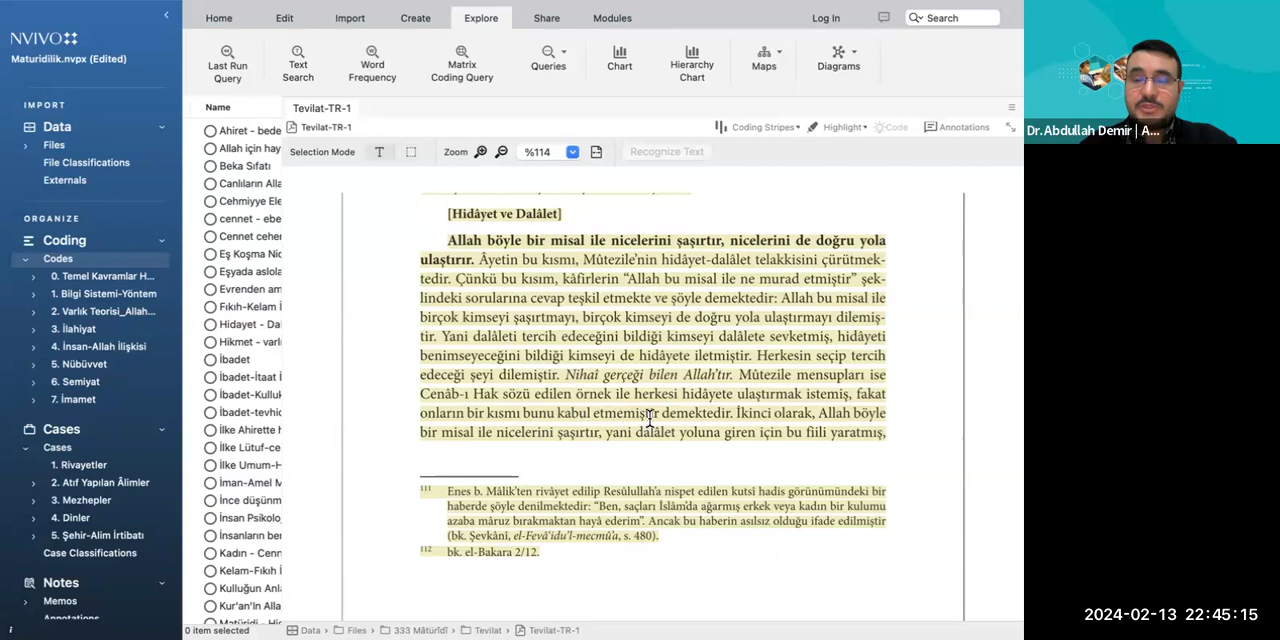 NVIVO
Maturidilik.nvpx (Edited)
IMPORT
Data
Files
File Classifications
Externals
ORGANIZE
Coding
Codes
0. Temel Kavramlar H...
1. Bilgi Sistemi-Yöntem
2. Varlık Teorisi_Allah...
3. İlahiyat
4. İnsan-Allah İlişkisi
5. Nübüvvet
6. Semiyat
7. İmamet
Cases
Cases
1. Rivayetler
2. Atıf Yapılan Âlimler
3. Mezhepler
4. Dinler
5. Şehir-Alim İrtibatı
Case Classifications
Notes
Memos
Annotations
Home Edit Import Create Explore Share Modules Log In Search
Last Run Query
Text Search
Word Frequency
Matrix Coding Query
Queries
Chart
Hierarchy Chart
Maps
Diagrams
Name
Ahiret - bede
Allah için hay
Beka Sıfatı
Canlıların Alla
Cehmiyye Ele
cennet - ebe
Cennet cehe
Eş Koşma Nic
Eşyada aslola
Evrenden am
Fıkıh-Kelam İ
Hidayet - Da
Hikmet - varlı
İbadet
İbadet-İtaat İ
İbadet-Kulluk
İbadet-tevhic
İlke Ahirette h
İlke Lütuf-ce
İlke Umum-H
İman-Amel M
İnce düşünm
İnsan Psikolo
İnsanların ber
Kadın - Cenn
Kelam-Fıkıh İ
Kulluğun Anla
Kur'an'In Alla
0 item selected
Tevilat-TR-1
Tevilat-TR-1
Coding Stripes Highlight Code Annotations
Selection Mode T Zoom %114 Recognize Text
[Hidâyet ve Dalâlet]
Allah böyle bir misal ile nicelerini şaşırtır, nicelerini de doğru yola
ulaştırır. Âyetin bu kısmı, Mûtezile'nin hidâyet-dalâlet telakkisini çürütmek-
tedir. Çünkü bu kısım, kâfirlerin “Allah bu misal ile ne murad etmiştir” şek-
lindeki sorularına cevap teşkil etmekte ve şöyle demektedir: Allah bu misal ile
birçok kimseyi şaşırtmayı, birçok kimseyi de doğru yola ulaştırmayı dilemiş-
tir. Yani dalâleti tercih edeceğini bildiği kimseyi dalâlete sevketmiş, hidâyeti
benimseyeceğini bildiği kimseyi de hidâyete iletmiştir. Herkesin seçip tercih
edeceği şeyi dilemiştir. Nihaî gerçeği bilen Allah'tır. Mûtezile mensupları ise
Cenâb-ı Hak sözü edilen örnek ile herkesi hidâyete ulaştırmak istemiş, fakat
onların bir kısmı bunu kabul etmemiştir demektedir. İkinci olarak, Allah böyle
bir misal ile nicelerini şaşırtır, yani dalâlet yoluna giren için bu fiili yaratmış,
111 Enes b. Mâlik'ten rivâyet edilip Resûlullah'a nispet edilen kutsî hadis görünümündeki bir
haberde şöyle denilmektedir: “Ben, saçları İslâm'da ağarmış erkek veya kadın bir kulumu
azaba mâruz bırakmaktan hayâ ederim”. Ancak bu haberin asılsız olduğu ifade edilmiştir
(bk. Şevkânî, el-Fevâ'idü'l-mecmû'a, s. 480).
112 bk. el-Bakara 2/12.
Data Files 333 Mâtürîdî Tevilat Tevilat-TR-1
Dr.Abdullah Demir | A...
2024-02-13 22:45:15